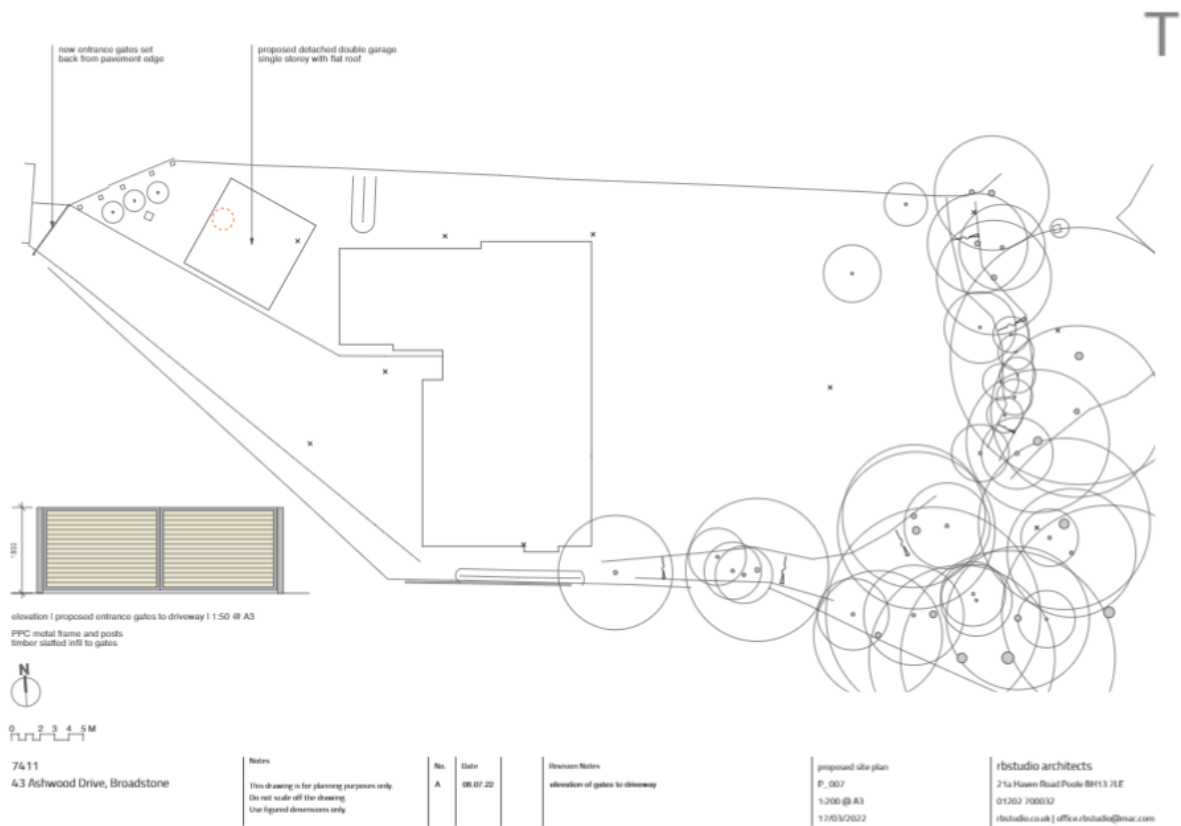 T
new entrance gates set
back from pavement edge
proposed detached double garage
single storey with flat roof
1800
elevation | proposed entrance gates to driveway | 1:50 @ A3
PPC metal frame and posts
timber slatted infil to gates
N
0 2 3 4 5 M
7411
43 Ashwood Drive, Broadstone
Notes
This drawing is for planning purposes only.
Do not scale off the drawing.
Use figured dimensions only.
No. Date
A 08.07.22
Revision Notes
elevation of gates to driveway
proposed site plan
P_007
1:200 @ A3
17/03/2022
rbstudio architects
21a Haven Road Poole BH13 7LE
01202 700032
rbstudio.co.uk | office.rbstudio@mac.com